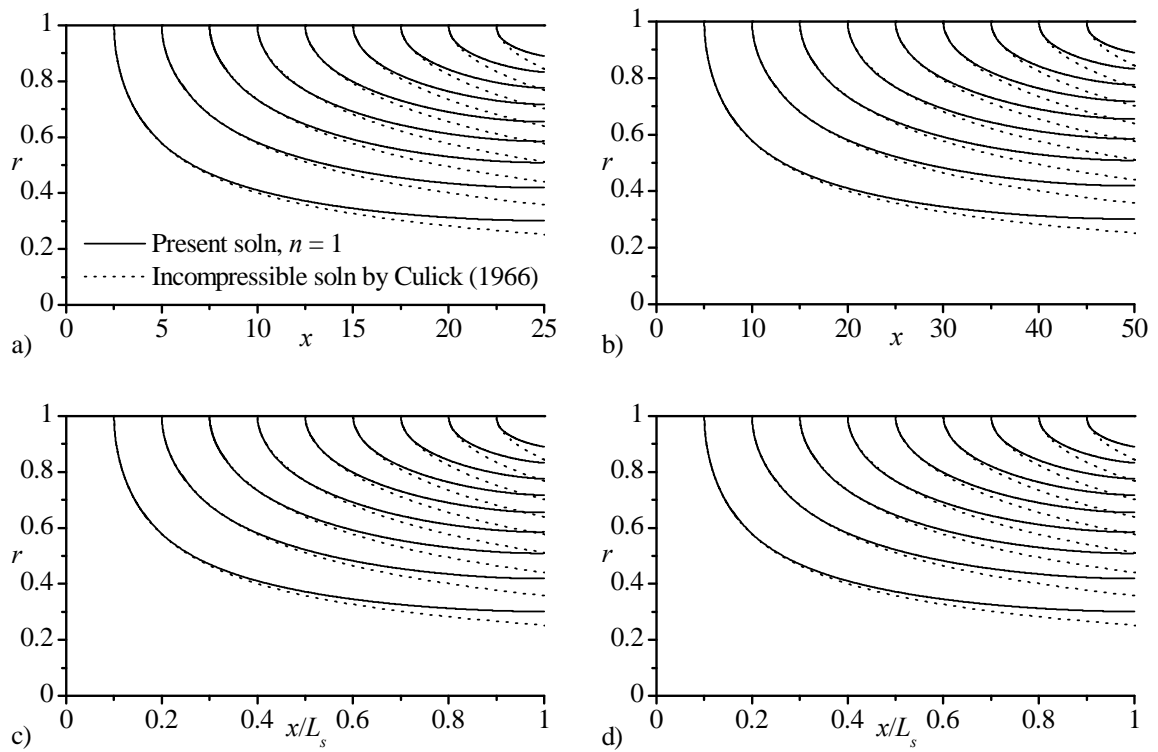 1
0.8
0.6
r
0.4
0.2
0
Present soln, n = 1
Incompressible soln by Culick (1966)
0 5 10 15 20 25
x
a)
1
0.8
0.6
r
0.4
0.2
0
0 10 20 30 40 50
x
b)
1
0.8
0.6
r
0.4
0.2
0
0 0.2 0.4 0.6 0.8 1
x/Ls
c)
1
0.8
0.6
r
0.4
0.2
0
0 0.2 0.4 0.6 0.8 1
x/Ls
d)